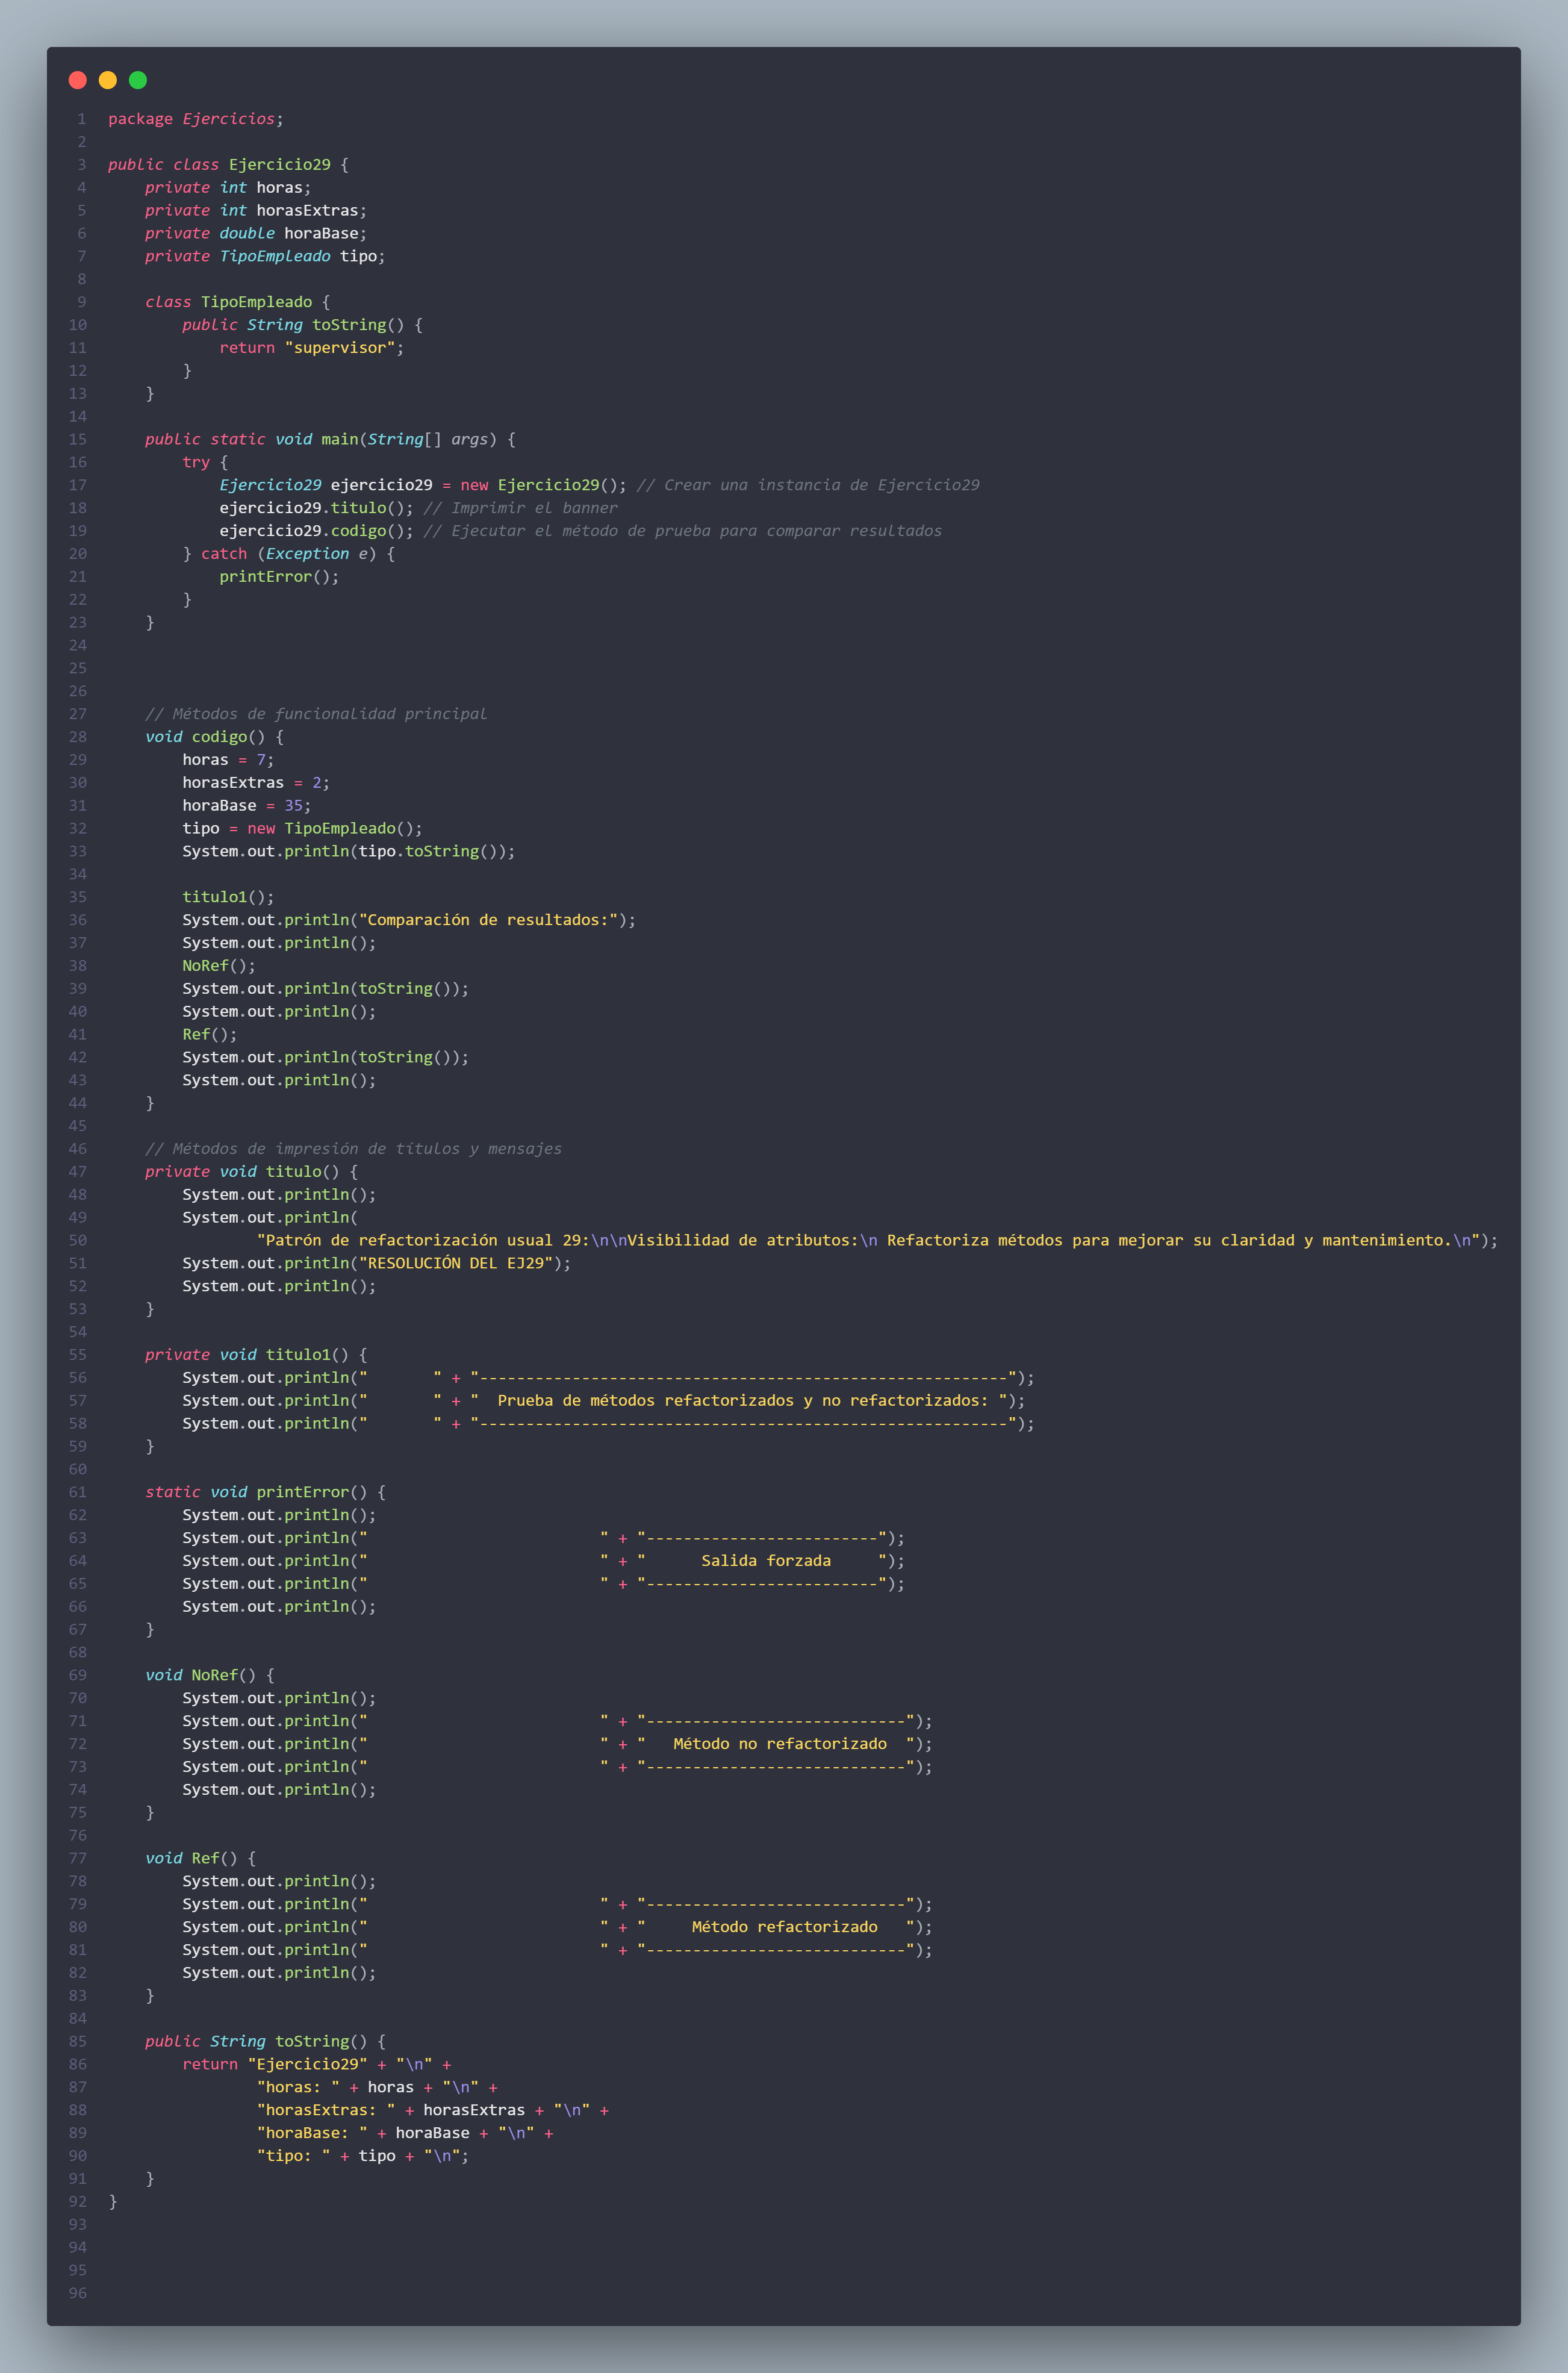 1 package Ejercicios;
2
3 public class Ejercicio29 {
4     private int horas;
5     private int horasExtras;
6     private double horaBase;
7     private TipoEmpleado tipo;
8
9     class TipoEmpleado {
10         public String toString() {
11             return "supervisor";
12         }
13     }
14
15     public static void main(String[] args) {
16         try {
17             Ejercicio29 ejercicio29 = new Ejercicio29(); // Crear una instancia de Ejercicio29
18             ejercicio29.titulo(); // Imprimir el banner
19             ejercicio29.codigo(); // Ejecutar el método de prueba para comparar resultados
20         } catch (Exception e) {
21             printError();
22         }
23     }
24
25
26
27     // Métodos de funcionalidad principal
28     void codigo() {
29         horas = 7;
30         horasExtras = 2;
31         horaBase = 35;
32         tipo = new TipoEmpleado();
33         System.out.println(tipo.toString());
34
35         titulo1();
36         System.out.println("Comparación de resultados:");
37         System.out.println();
38         NoRef();
39         System.out.println(toString());
40         System.out.println();
41         Ref();
42         System.out.println(toString());
43         System.out.println();
44     }
45
46     // Métodos de impresión de títulos y mensajes
47     private void titulo() {
48         System.out.println();
49         System.out.println(
50                 "Patrón de refactorización usual 29:\n\nVisibilidad de atributos:\n Refactoriza métodos para mejorar su claridad y mantenimiento.\n");
51         System.out.println("RESOLUCIÓN DEL EJ29");
52         System.out.println();
53     }
54
55     private void titulo1() {
56         System.out.println("       " + "---------------------------------------------------------");
57         System.out.println("       " + "  Prueba de métodos refactorizados y no refactorizados: ");
58         System.out.println("       " + "---------------------------------------------------------");
59     }
60
61     static void printError() {
62         System.out.println();
63         System.out.println("                         " + "-------------------------");
64         System.out.println("                         " + "      Salida forzada     ");
65         System.out.println("                         " + "-------------------------");
66         System.out.println();
67     }
68
69     void NoRef() {
70         System.out.println();
71         System.out.println("                         " + "----------------------------");
72         System.out.println("                         " + "   Método no refactorizado  ");
73         System.out.println("                         " + "----------------------------");
74         System.out.println();
75     }
76
77     void Ref() {
78         System.out.println();
79         System.out.println("                         " + "----------------------------");
80         System.out.println("                         " + "     Método refactorizado   ");
81         System.out.println("                         " + "----------------------------");
82         System.out.println();
83     }
84
85     public String toString() {
86         return "Ejercicio29" + "\n" +
87                 "horas: " + horas + "\n" +
88                 "horasExtras: " + horasExtras + "\n" +
89                 "horaBase: " + horaBase + "\n" +
90                 "tipo: " + tipo + "\n";
91     }
92 }
93
94
95
96